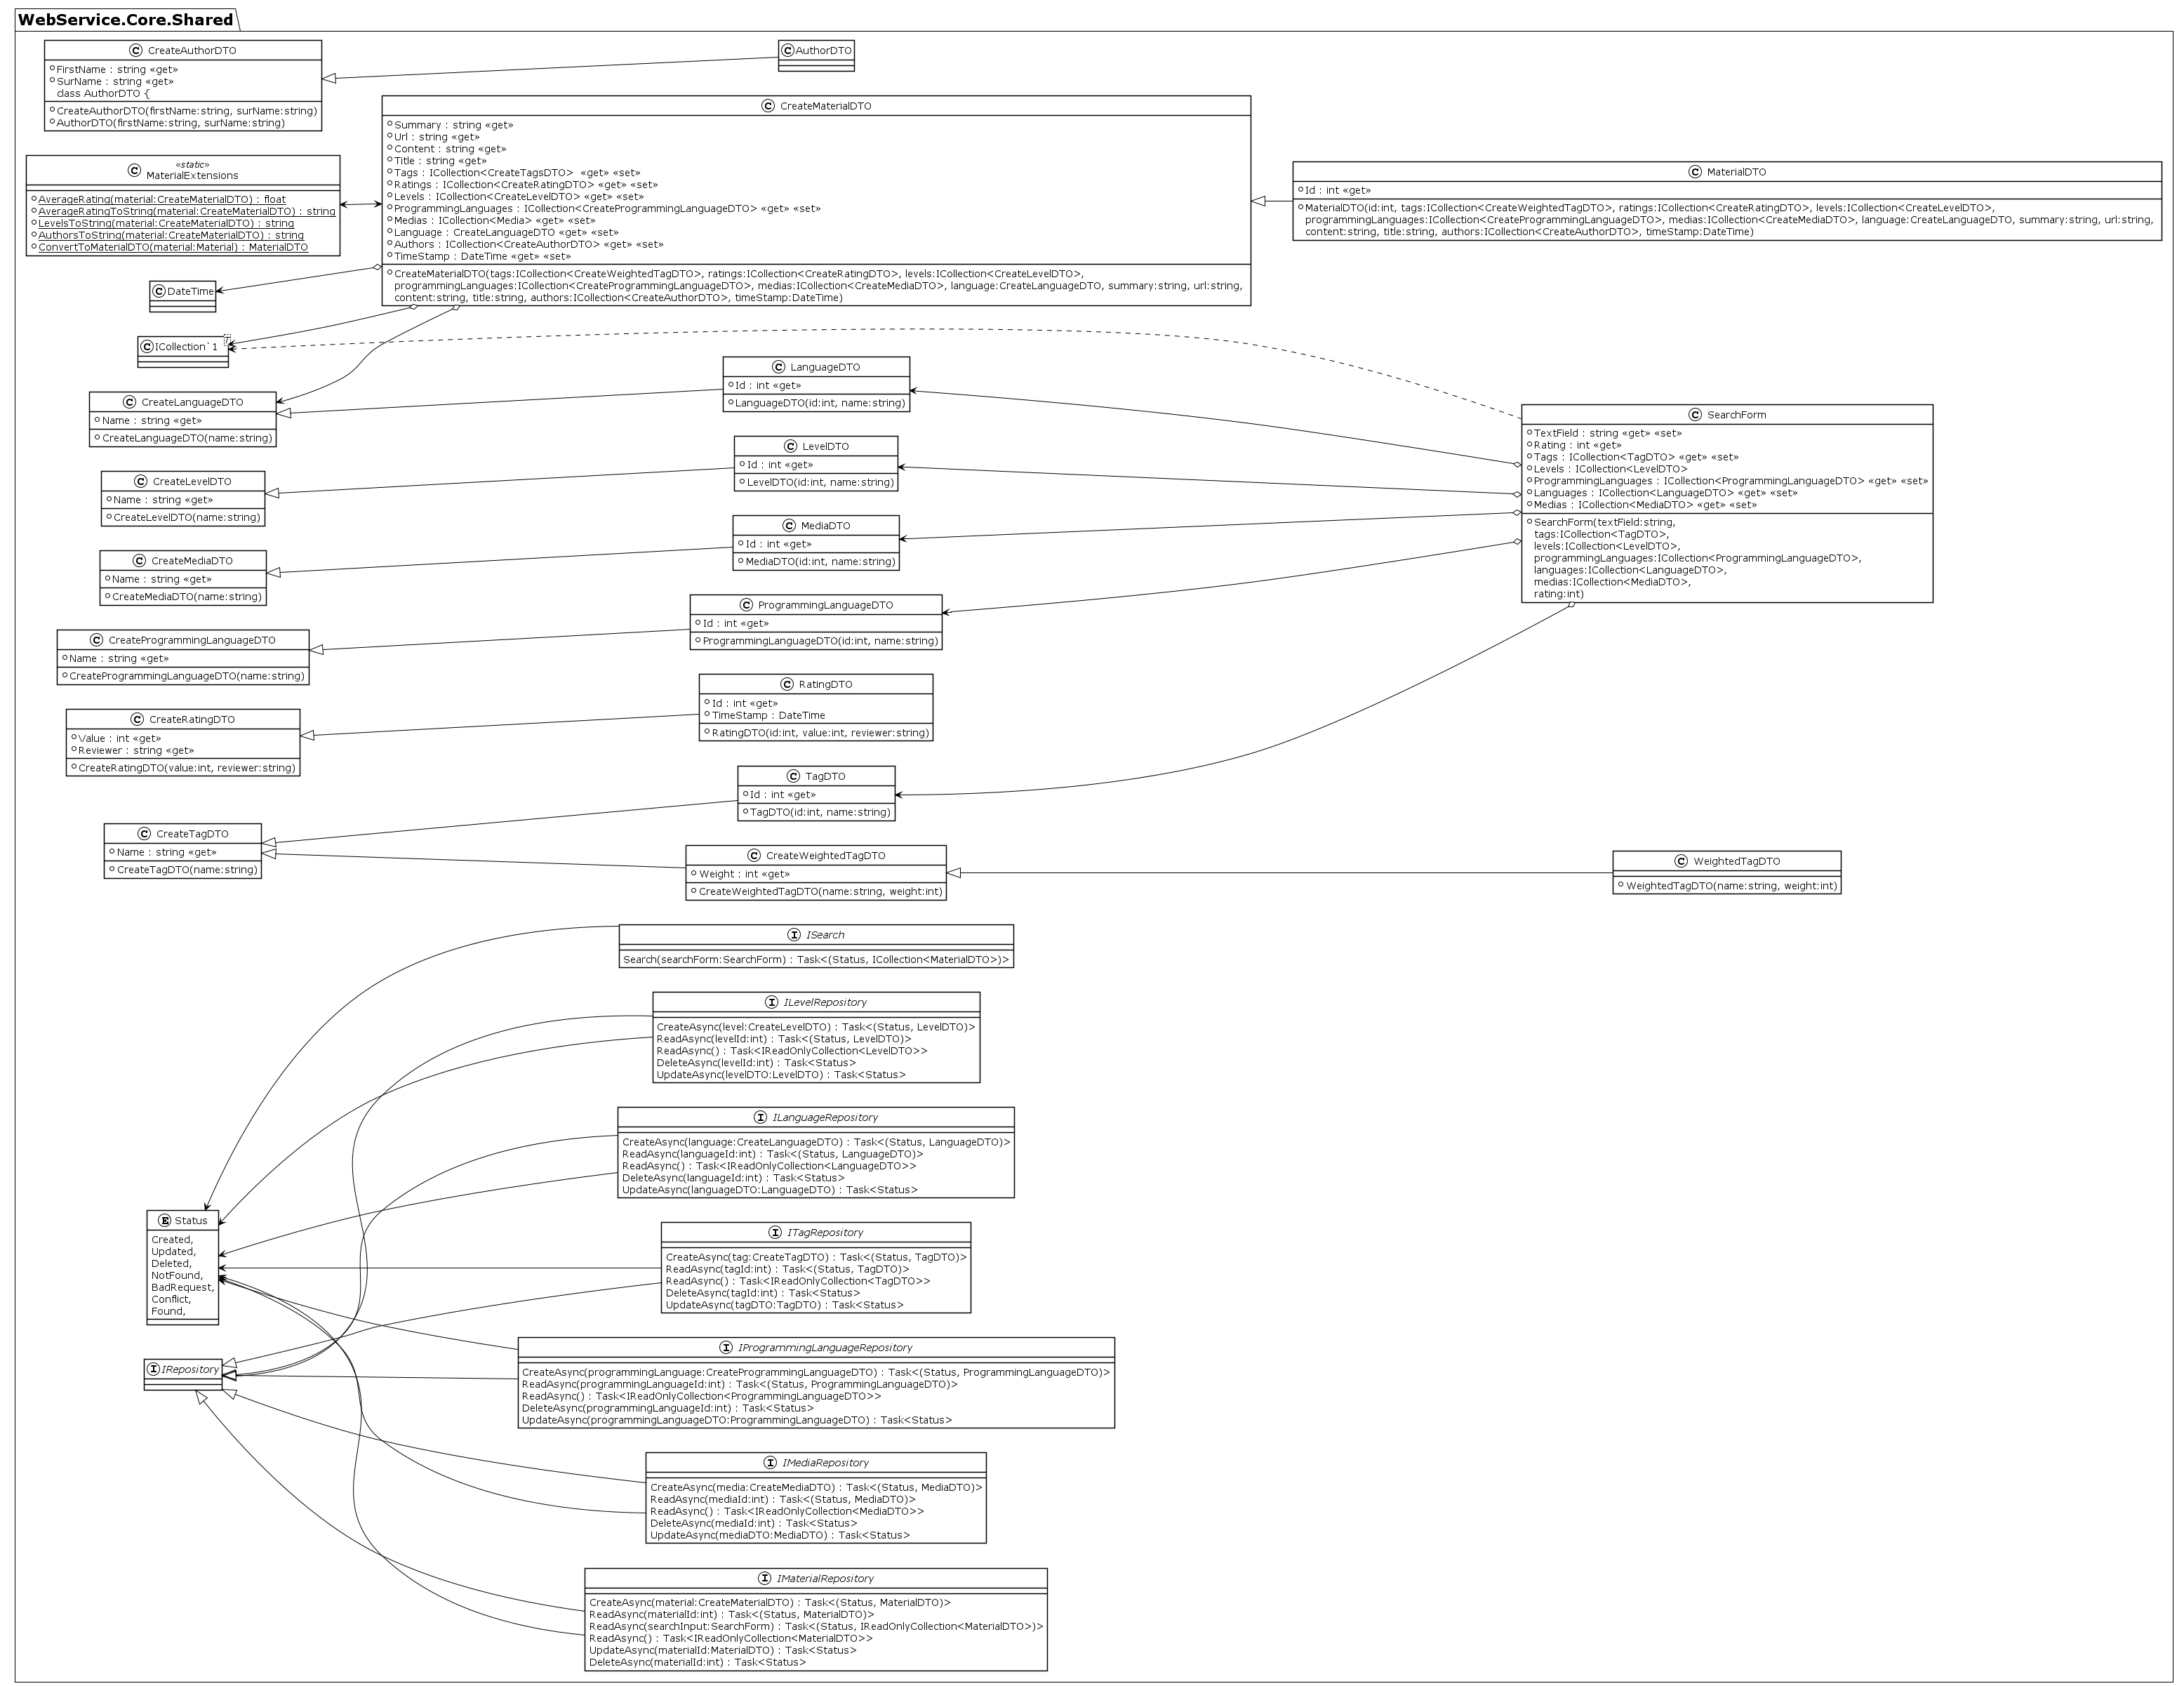 WebService.Core.Shared
C CreateAuthorDTO
FirstName : string «get»
SurName : string «get»
class AuthorDTO {
CreateAuthorDTO(firstName:string, surName:string)
AuthorDTO(firstName:string, surName:string)
C AuthorDTO
«static»
C MaterialExtensions
AverageRating(material:CreateMaterialDTO) : float
AverageRatingToString(material:CreateMaterialDTO) : string
LevelsToString(material:CreateMaterialDTO) : string
AuthorsToString(material:CreateMaterialDTO) : string
ConvertToMaterialDTO(material:Material) : MaterialDTO
C CreateMaterialDTO
Summary : string «get»
Url : string «get»
Content : string «get»
Title : string «get»
Tags : ICollection<CreateTagsDTO>  «get» «set»
Ratings : ICollection<CreateRatingDTO> «get» «set»
Levels : ICollection<CreateLevelDTO> «get» «set»
ProgrammingLanguages : ICollection<CreateProgrammingLanguageDTO> «get» «set»
Medias : ICollection<Media> «get» «set»
Language : CreateLanguageDTO «get» «set»
Authors : ICollection<CreateAuthorDTO> «get» «set»
TimeStamp : DateTime «get» «set»
CreateMaterialDTO(tags:ICollection<CreateWeightedTagDTO>, ratings:ICollection<CreateRatingDTO>, levels:ICollection<CreateLevelDTO>,
programmingLanguages:ICollection<CreateProgrammingLanguageDTO>, medias:ICollection<CreateMediaDTO>, language:CreateLanguageDTO, summary:string, url:string,
content:string, title:string, authors:ICollection<CreateAuthorDTO>, timeStamp:DateTime)
C MaterialDTO
Id : int «get»
MaterialDTO(id:int, tags:ICollection<CreateWeightedTagDTO>, ratings:ICollection<CreateRatingDTO>, levels:ICollection<CreateLevelDTO>,
programmingLanguages:ICollection<CreateProgrammingLanguageDTO>, medias:ICollection<CreateMediaDTO>, language:CreateLanguageDTO, summary:string, url:string,
content:string, title:string, authors:ICollection<CreateAuthorDTO>, timeStamp:DateTime)
C DateTime
C ICollection`1
T
C CreateLanguageDTO
Name : string «get»
CreateLanguageDTO(name:string)
C LanguageDTO
Id : int «get»
LanguageDTO(id:int, name:string)
C SearchForm
TextField : string «get» «set»
Rating : int «get»
Tags : ICollection<TagDTO> «get» «set»
Levels : ICollection<LevelDTO>
ProgrammingLanguages : ICollection<ProgrammingLanguageDTO> «get» «set»
Languages : ICollection<LanguageDTO> «get» «set»
Medias : ICollection<MediaDTO> «get» «set»
SearchForm(textField:string,
tags:ICollection<TagDTO>,
levels:ICollection<LevelDTO>,
programmingLanguages:ICollection<ProgrammingLanguageDTO>,
languages:ICollection<LanguageDTO>,
medias:ICollection<MediaDTO>,
rating:int)
C CreateLevelDTO
Name : string «get»
CreateLevelDTO(name:string)
C LevelDTO
Id : int «get»
LevelDTO(id:int, name:string)
C CreateMediaDTO
Name : string «get»
CreateMediaDTO(name:string)
C MediaDTO
Id : int «get»
MediaDTO(id:int, name:string)
C CreateProgrammingLanguageDTO
Name : string «get»
CreateProgrammingLanguageDTO(name:string)
C ProgrammingLanguageDTO
Id : int «get»
ProgrammingLanguageDTO(id:int, name:string)
C CreateRatingDTO
Value : int «get»
Reviewer : string «get»
CreateRatingDTO(value:int, reviewer:string)
C RatingDTO
Id : int «get»
TimeStamp : DateTime
RatingDTO(id:int, value:int, reviewer:string)
C CreateTagDTO
Name : string «get»
CreateTagDTO(name:string)
C TagDTO
Id : int «get»
TagDTO(id:int, name:string)
C CreateWeightedTagDTO
Weight : int «get»
CreateWeightedTagDTO(name:string, weight:int)
C WeightedTagDTO
WeightedTagDTO(name:string, weight:int)
I ISearch
Search(searchForm:SearchForm) : Task<(Status, ICollection<MaterialDTO>)>
I ILevelRepository
CreateAsync(level:CreateLevelDTO) : Task<(Status, LevelDTO)>
ReadAsync(levelId:int) : Task<(Status, LevelDTO)>
ReadAsync() : Task<IReadOnlyCollection<LevelDTO>>
DeleteAsync(levelId:int) : Task<Status>
UpdateAsync(levelDTO:LevelDTO) : Task<Status>
I ILanguageRepository
CreateAsync(language:CreateLanguageDTO) : Task<(Status, LanguageDTO)>
ReadAsync(languageId:int) : Task<(Status, LanguageDTO)>
ReadAsync() : Task<IReadOnlyCollection<LanguageDTO>>
DeleteAsync(languageId:int) : Task<Status>
UpdateAsync(languageDTO:LanguageDTO) : Task<Status>
E Status
Created,
Updated,
Deleted,
NotFound,
BadRequest,
Conflict,
Found,
I ITagRepository
CreateAsync(tag:CreateTagDTO) : Task<(Status, TagDTO)>
ReadAsync(tagId:int) : Task<(Status, TagDTO)>
ReadAsync() : Task<IReadOnlyCollection<TagDTO>>
DeleteAsync(tagId:int) : Task<Status>
UpdateAsync(tagDTO:TagDTO) : Task<Status>
I IRepository
I IProgrammingLanguageRepository
CreateAsync(programmingLanguage:CreateProgrammingLanguageDTO) : Task<(Status, ProgrammingLanguageDTO)>
ReadAsync(programmingLanguageId:int) : Task<(Status, ProgrammingLanguageDTO)>
ReadAsync() : Task<IReadOnlyCollection<ProgrammingLanguageDTO>>
DeleteAsync(programmingLanguageId:int) : Task<Status>
UpdateAsync(programmingLanguageDTO:ProgrammingLanguageDTO) : Task<Status>
I IMediaRepository
CreateAsync(media:CreateMediaDTO) : Task<(Status, MediaDTO)>
ReadAsync(mediaId:int) : Task<(Status, MediaDTO)>
ReadAsync() : Task<IReadOnlyCollection<MediaDTO>>
DeleteAsync(mediaId:int) : Task<Status>
UpdateAsync(mediaDTO:MediaDTO) : Task<Status>
I IMaterialRepository
CreateAsync(material:CreateMaterialDTO) : Task<(Status, MaterialDTO)>
ReadAsync(materialId:int) : Task<(Status, MaterialDTO)>
ReadAsync(searchInput:SearchForm) : Task<(Status, IReadOnlyCollection<MaterialDTO>)>
ReadAsync() : Task<IReadOnlyCollection<MaterialDTO>>
UpdateAsync(materialId:MaterialDTO) : Task<Status>
DeleteAsync(materialId:int) : Task<Status>